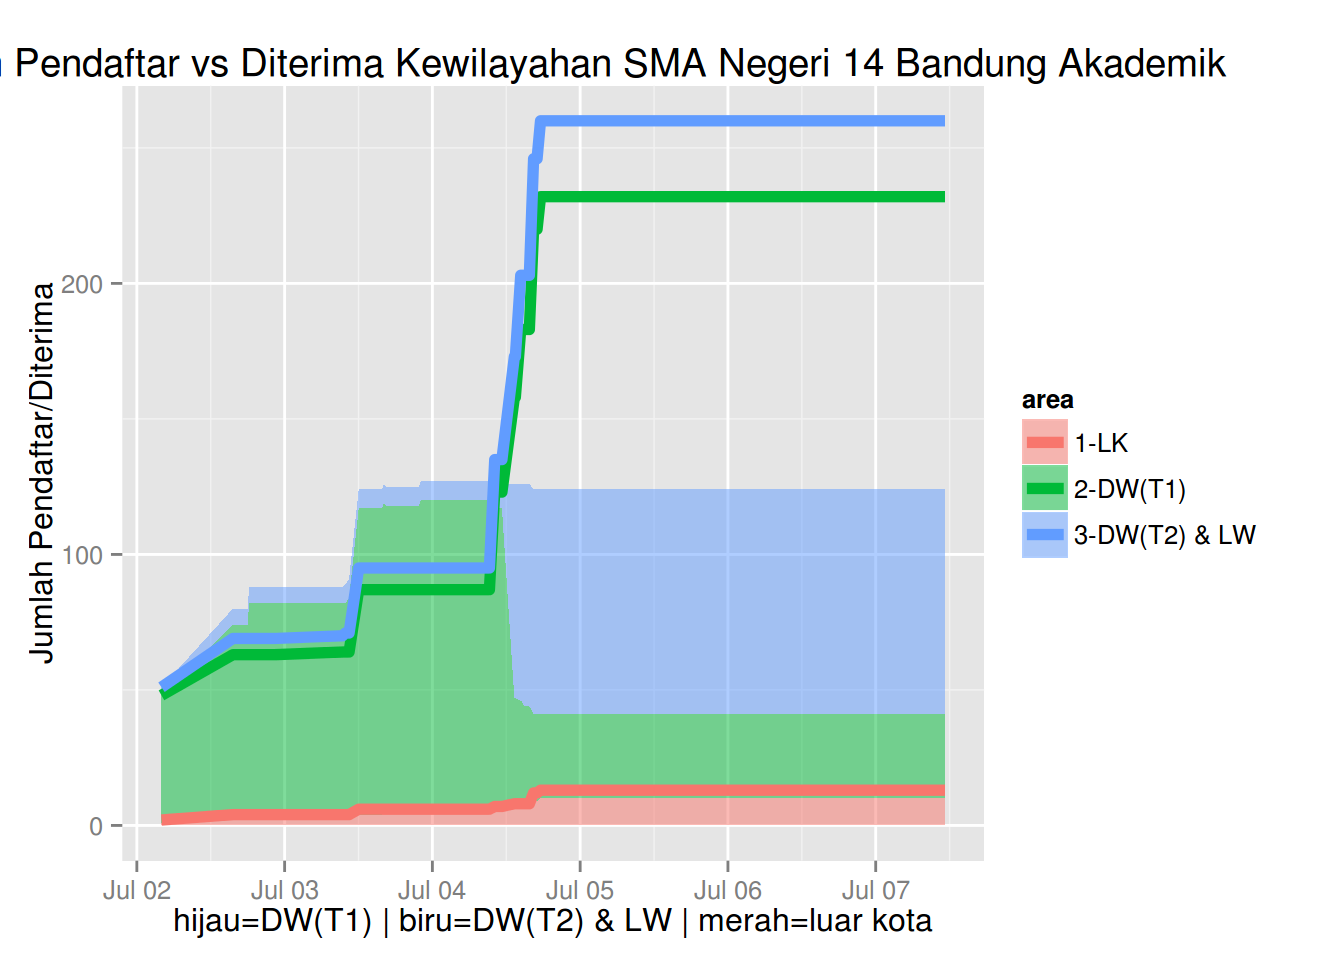 Pendaftar vs Diterima Kewilayahan SMA Negeri 14 Bandung Akademik
Jumlah Pendaftar/Diterima
200
100
0
Jul 02 Jul 03 Jul 04 Jul 05 Jul 06 Jul 07
hijau=DW(T1) | biru=DW(T2) & LW | merah=luar kota
area
1-LK
2-DW(T1)
3-DW(T2) & LW